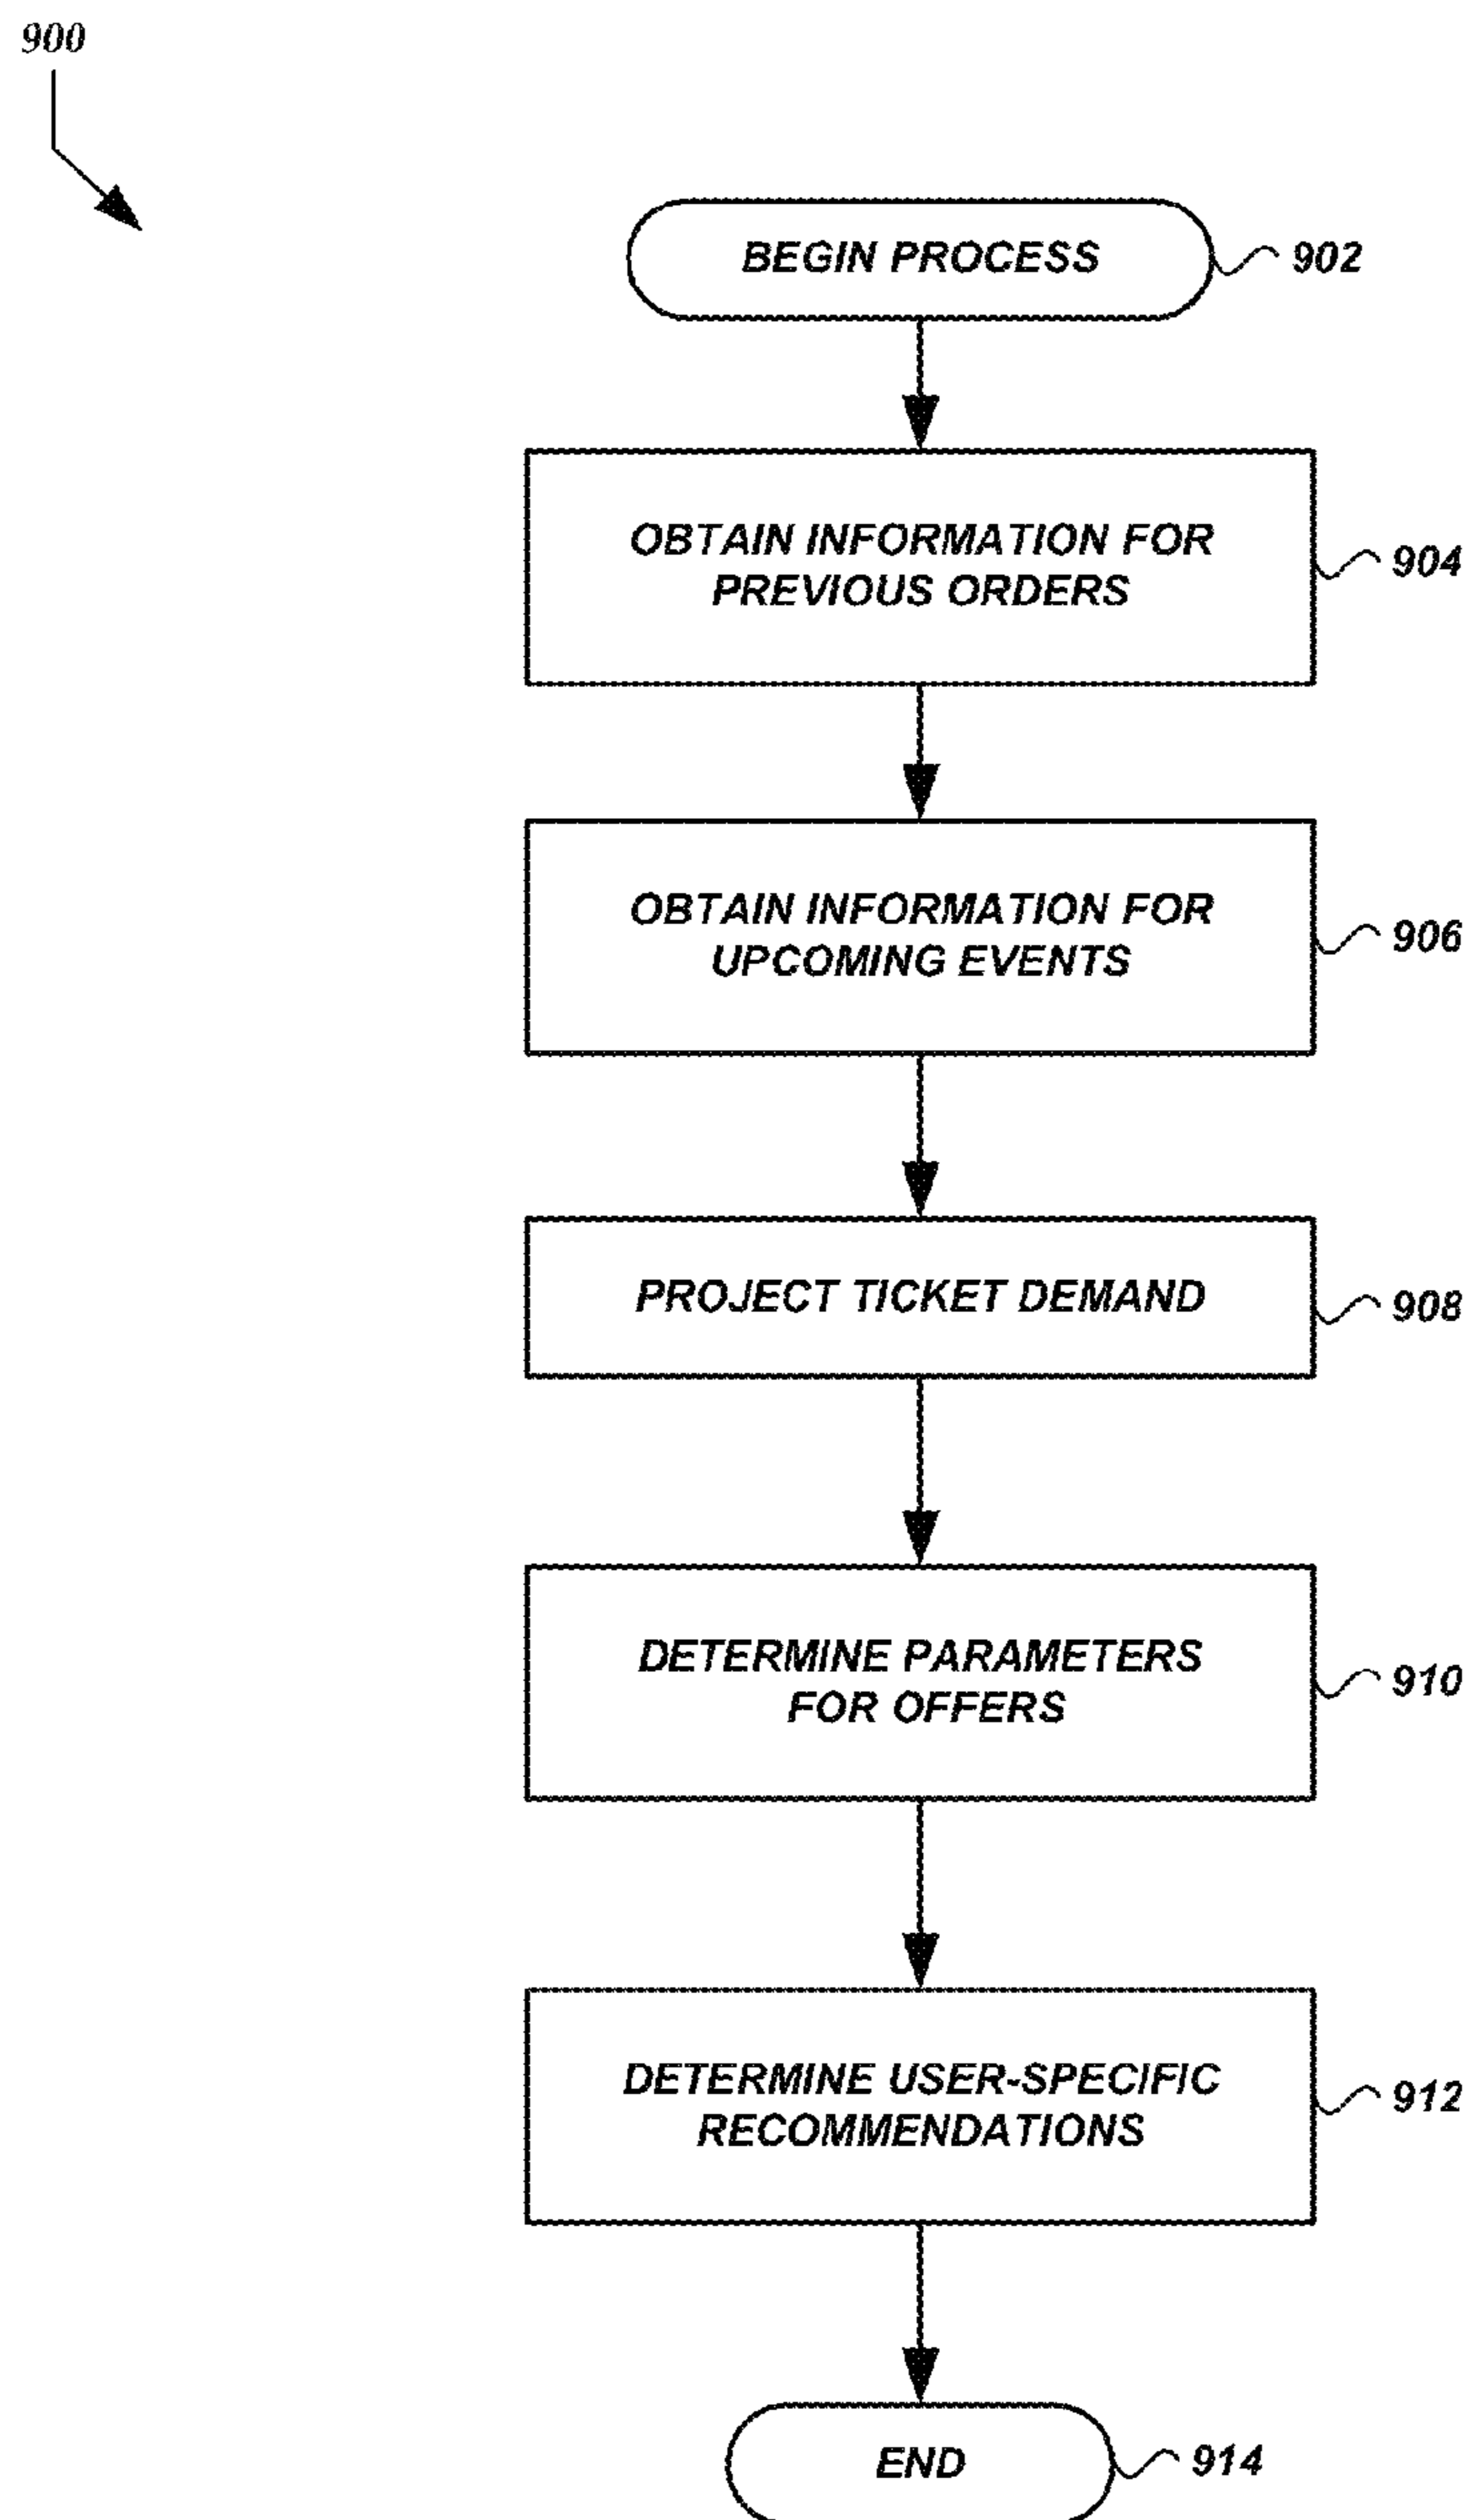 900
BEGIN PROCESS
902
OBTAIN INFORMATION FOR
PREVIOUS ORDERS
904
OBTAIN INFORMATION FOR
UPCOMING EVENTS
906
PROJECT TICKET DEMAND
908
DETERMINE PARAMETERS
FOR OFFERS
910
DETERMINE USER-SPECIFIC
RECOMMENDATIONS
912
END
914